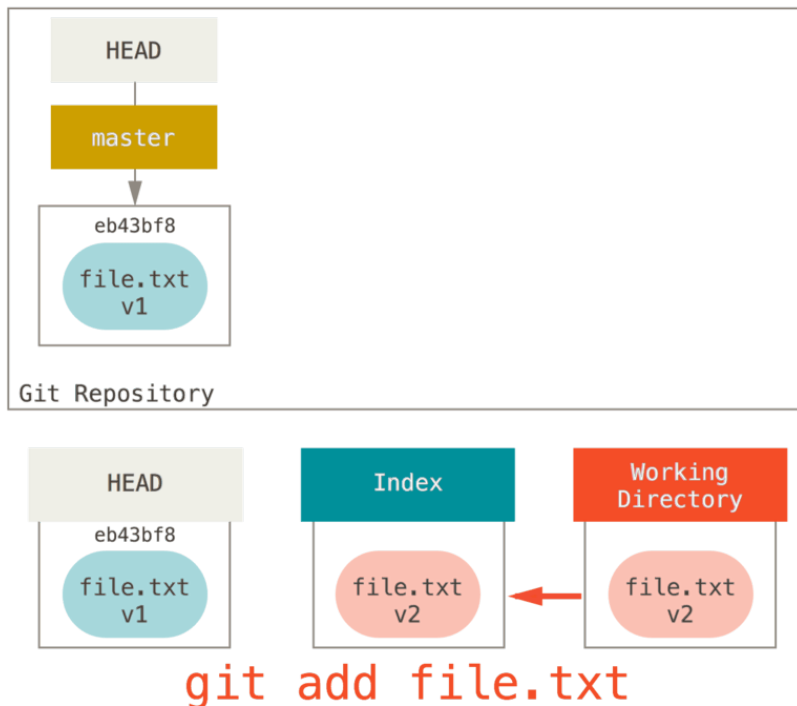 HEAD
master
eb43bf8
file.txt
v1
Git Repository
HEAD
Index
Working
Directory
eb43bf8
file.txt
v1
file.txt
v2
file.txt
v2
git add file.txt